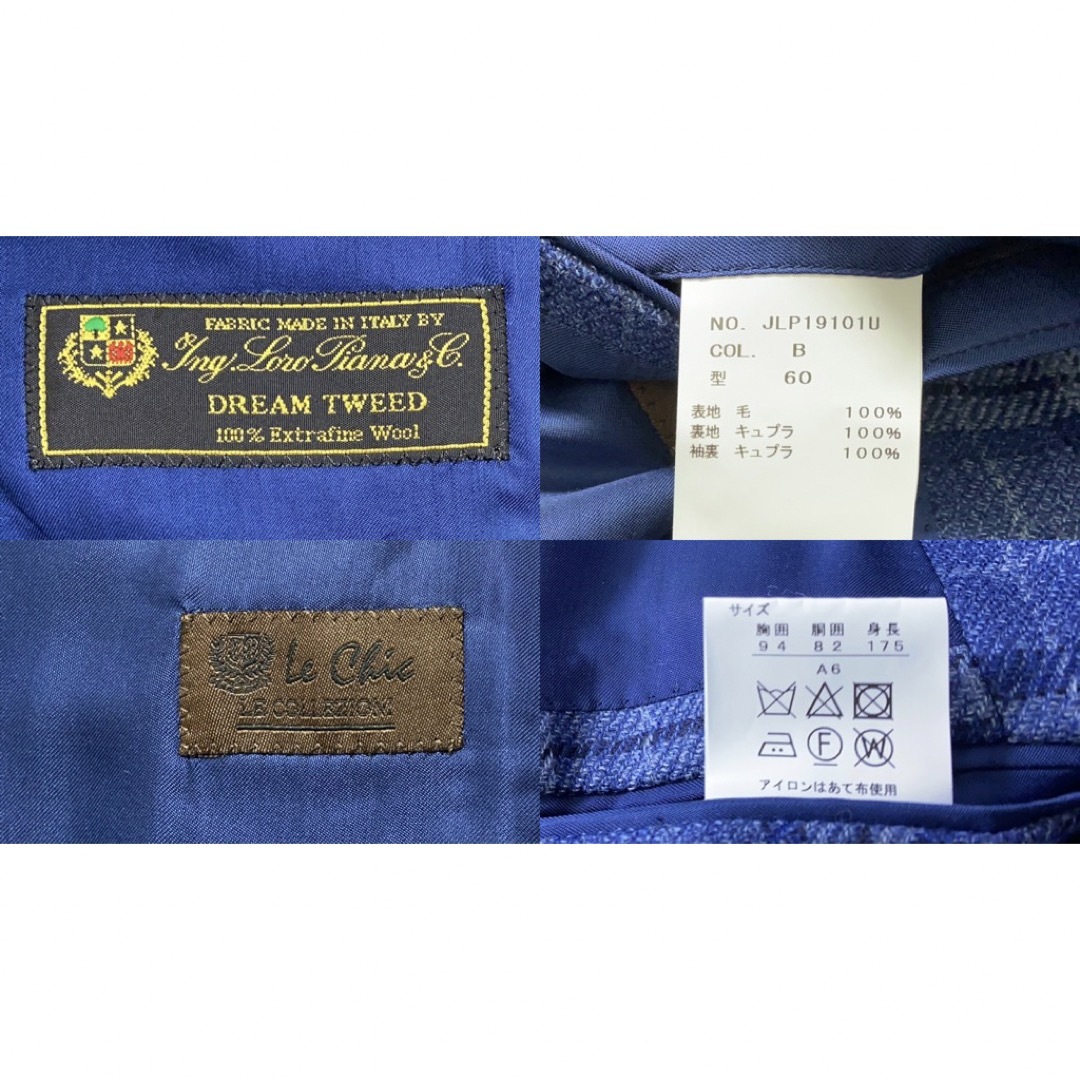 FABRIC MADE IN ITALY BY
Ing. Loro Piana & C.
DREAM TWEED
100% Extrafine Wool
NO. JLP19101U
COL. B
型 60
表地 毛 100%
裏地 キュプラ 100%
袖裏 キュプラ 100%
Le Chic
LE COLLEZIONI
サイズ
胸囲 胴囲 身長
94 82 175
A6
F W
アイロンはあて布使用